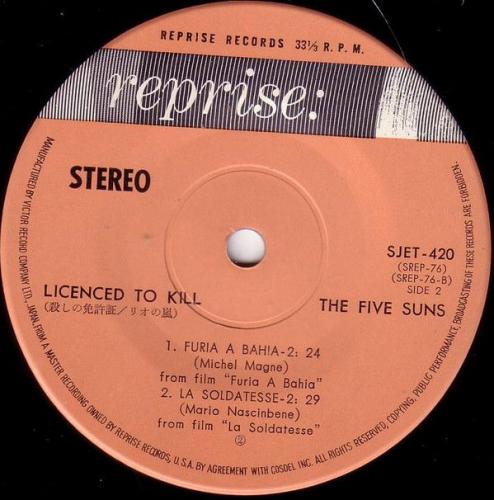 REPRISE RECORDS 33⅓ R. P. M.
reprise:
STEREO
SJET-420
(SREP-76)
(SREP-76-B)
SIDE 2
LICENCED TO KILL
(殺しの免許証/リオの嵐)
THE FIVE SUNS
1. FURIA A BAHIA-2: 24
(Michel Magne)
from film "Furia A Bahia"
2. LA SOLDATESSE-2: 29
(Mario Nascinbene)
from film "La Soldatesse"
②
MANUFACTURED BY VICTOR RECORD COMPANY LTD., JAPAN, FROM A MASTER RECORDING OWNED BY REPRISE RECORDS, U.S.A. BY AGREEMENT WITH COSDEL INC. ALL RIGHTS RESERVED, COPYING, PUBLIC PERFORMANCE, BROADCASTING OF THESE RECORDS ARE FORBIDDEN.